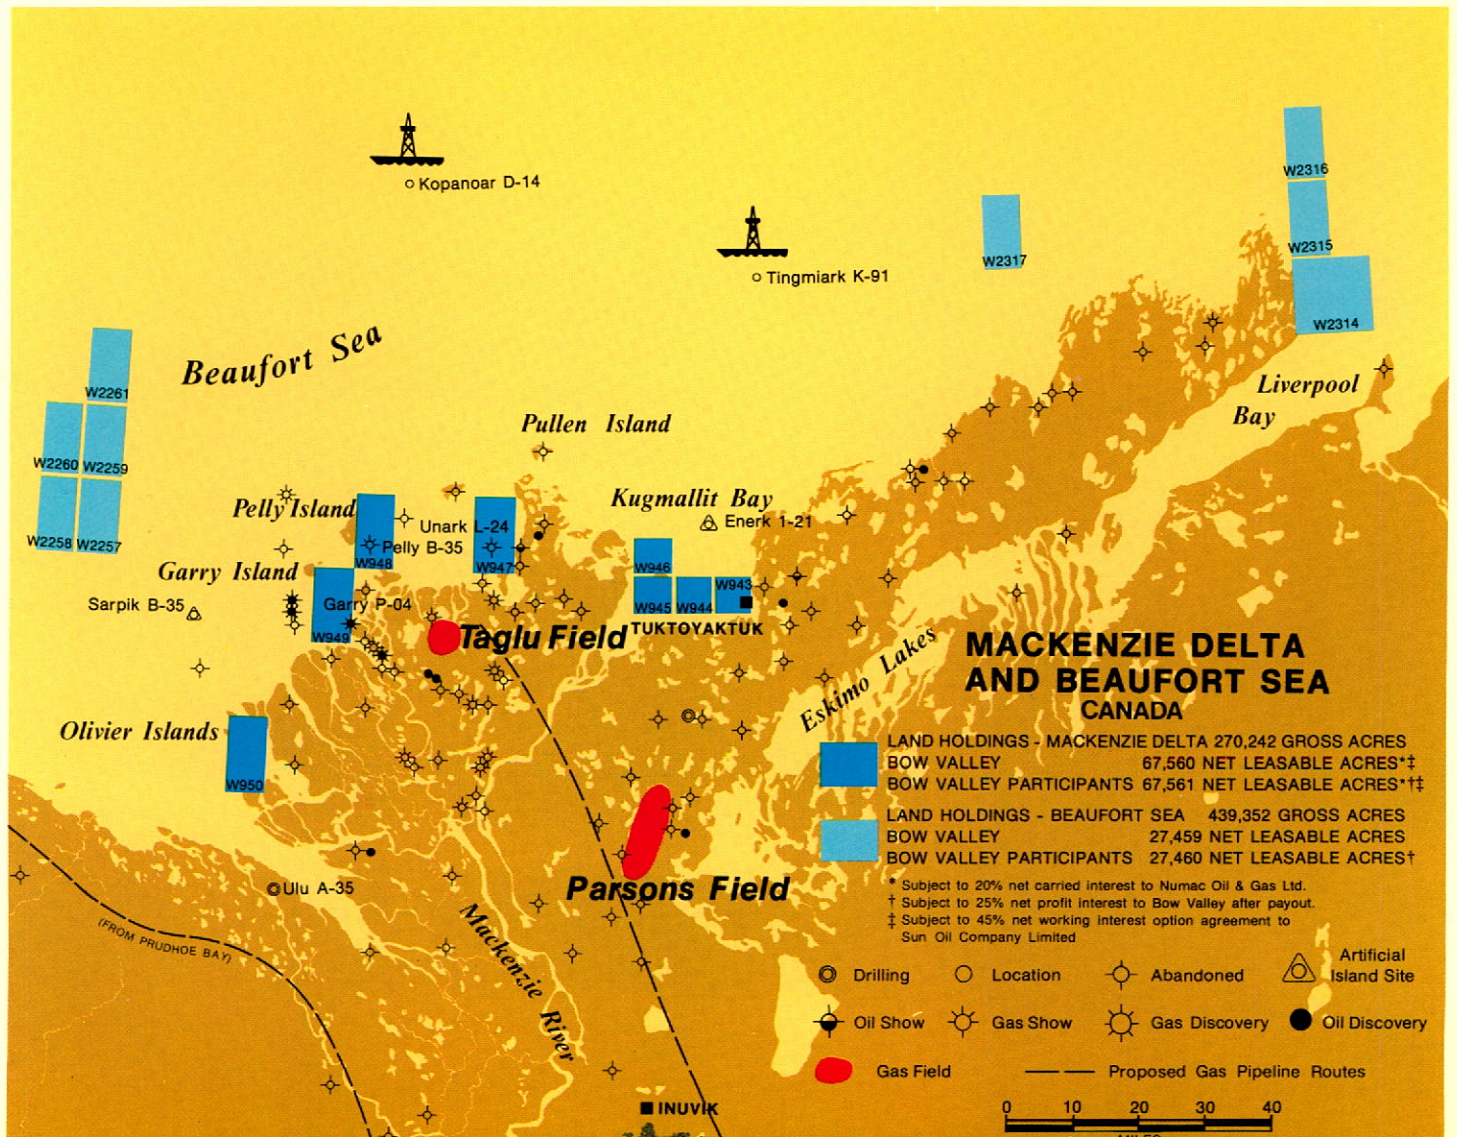 Kopanoar D-14
Tingmiark K-91
W2316
W2315
W2317
W2314
Beaufort Sea
W2261
Liverpool
Bay
Pullen Island
W2260
W2259
Kugmallit Bay
Enerk 1-21
Pelly Island
Unark L-24
Pelly B-35
W2258
W2257
W948
W947
W946
Garry Island
Sarpik B-35
Garry P-04
W949
W945
W944
W943
TUKTOYAKTUK
Taglu Field
Eskimo Lakes
MACKENZIE DELTA
AND BEAUFORT SEA
CANADA
Olivier Islands
W950
LAND HOLDINGS - MACKENZIE DELTA 270,242 GROSS ACRES
BOW VALLEY 67,560 NET LEASABLE ACRES*‡
BOW VALLEY PARTICIPANTS 67,561 NET LEASABLE ACRES*†‡
LAND HOLDINGS - BEAUFORT SEA 439,352 GROSS ACRES
BOW VALLEY 27,459 NET LEASABLE ACRES
BOW VALLEY PARTICIPANTS 27,460 NET LEASABLE ACRES†
* Subject to 20% net carried interest to Numac Oil & Gas Ltd.
† Subject to 25% net profit interest to Bow Valley after payout.
‡ Subject to 45% net working interest option agreement to
Sun Oil Company Limited
Parsons Field
Ulu A-35
(FROM PRUDHOE BAY)
Mackenzie River
Drilling
Location
Abandoned
Artificial
Island Site
Oil Show
Gas Show
Gas Discovery
Oil Discovery
Gas Field
Proposed Gas Pipeline Routes
INUVIK
0 10 20 30 40
MILES